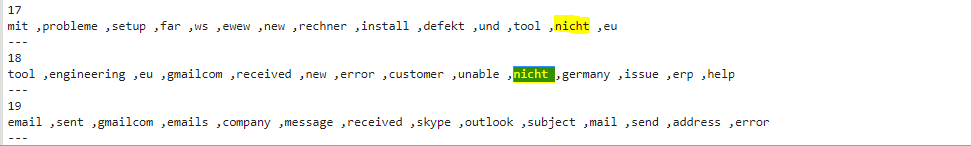 17
mit ,probleme ,setup ,far ,ws ,ewew ,new ,rechner ,install ,defekt ,und ,tool ,nicht ,eu
---
18
tool ,engineering ,eu ,gmailcom ,received ,new ,error ,customer ,unable ,nicht ,germany ,issue ,erp ,help
---
19
email ,sent ,gmailcom ,emails ,company ,message ,received ,skype ,outlook ,subject ,mail ,send ,address ,error
---